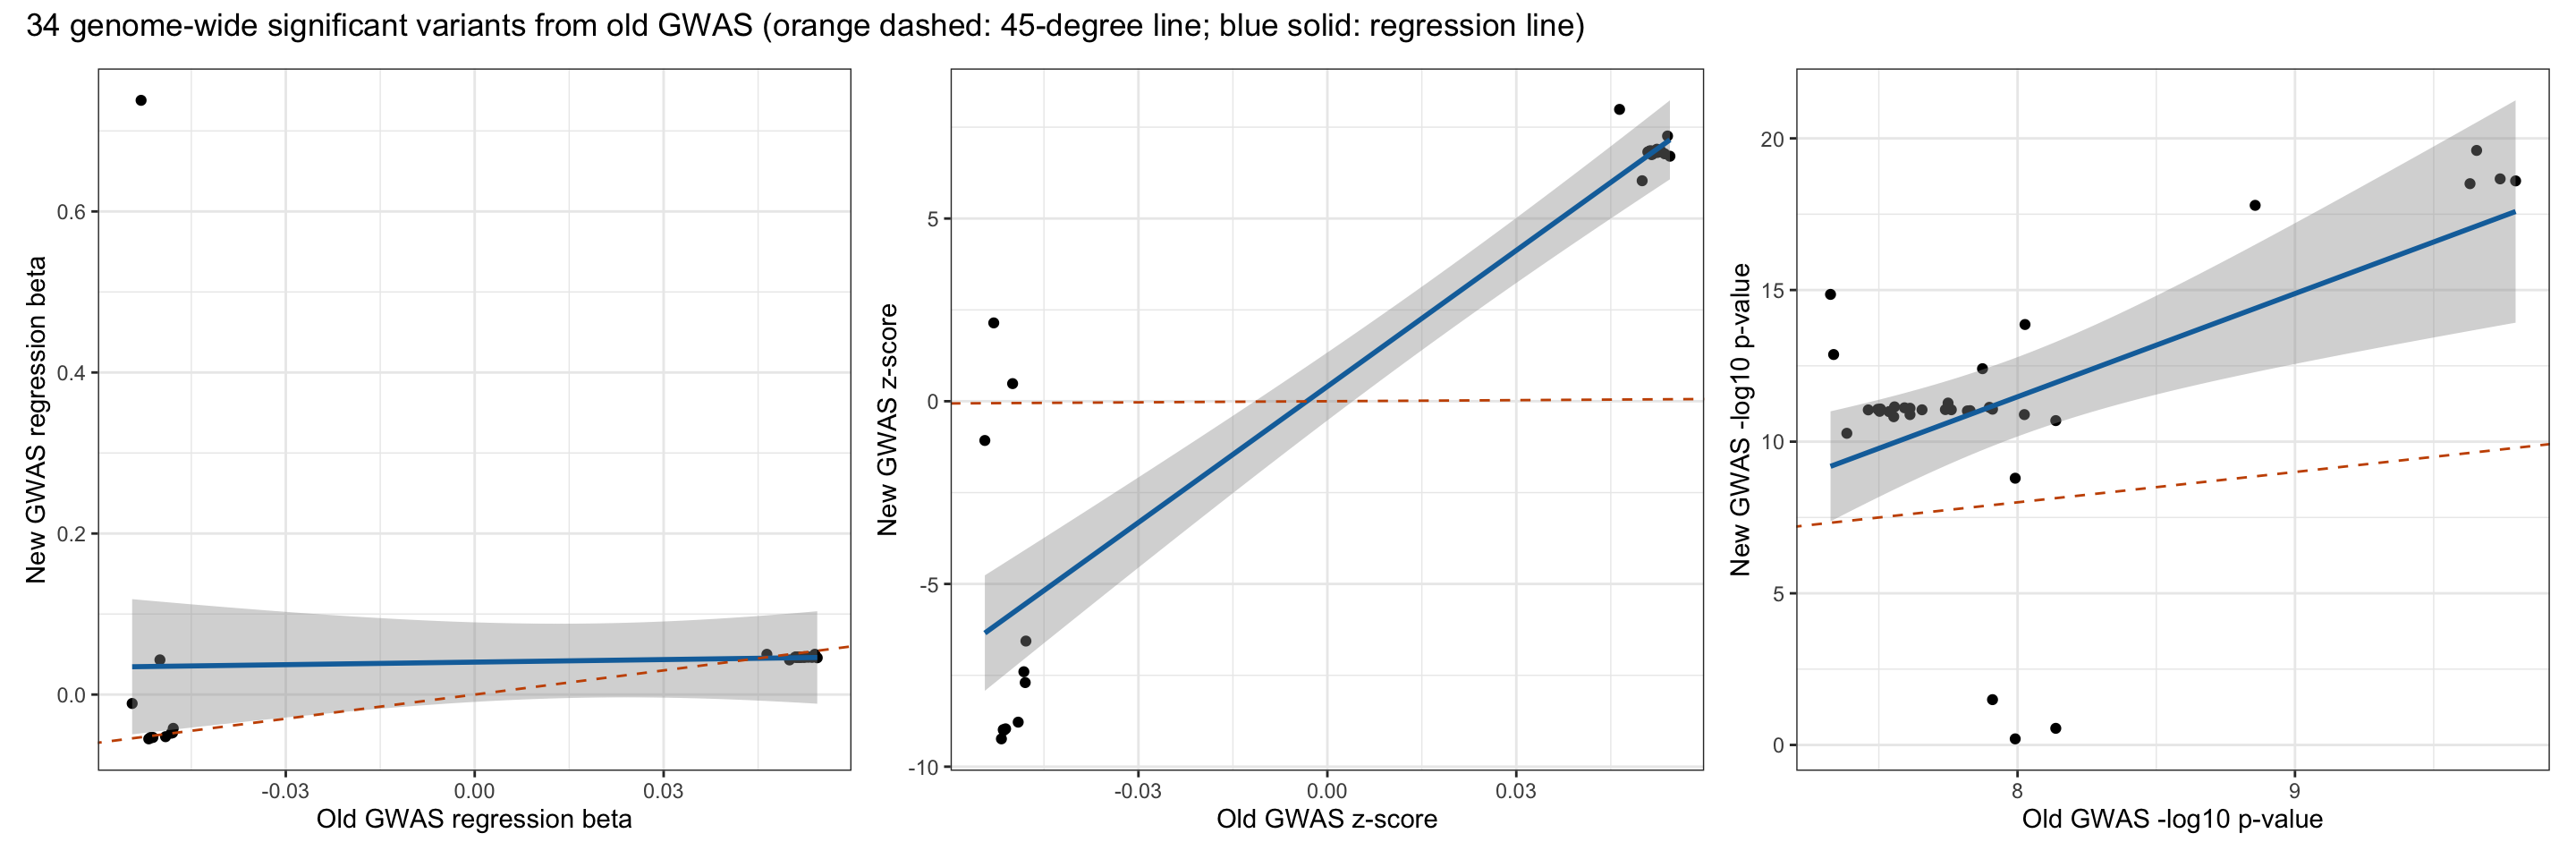 34 genome-wide significant variants from old GWAS (orange dashed: 45-degree line; blue solid: regression line)
New GWAS regression beta
0.6
0.4
0.2
0.0
-0.03 0.00 0.03
Old GWAS regression beta
New GWAS z-score
5
0
-5
-10
-0.03 0.00 0.03
Old GWAS z-score
New GWAS -log10 p-value
20
15
10
5
0
8 9
Old GWAS -log10 p-value